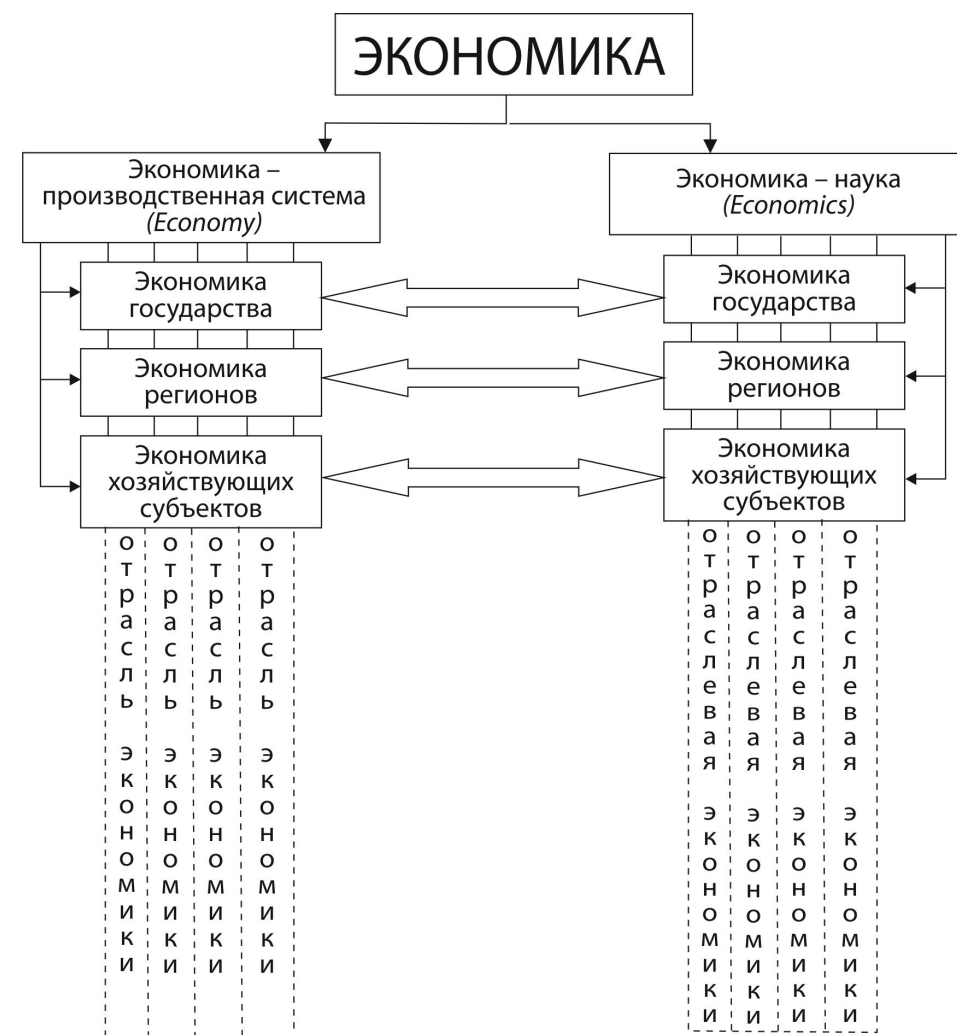 ЭКОНОМИКА
Экономика –
производственная система
(Economy)
Экономика
государства
Экономика
регионов
Экономика
хозяйствующих
субъектов
отрасль экономики
отрасль экономики
отрасль экономики
отрасль экономики
Экономика – наука
(Economics)
Экономика
государства
Экономика
регионов
Экономика
хозяйствующих
субъектов
отраслевая экономики
отраслевая экономики
отраслевая экономики
отраслевая экономики